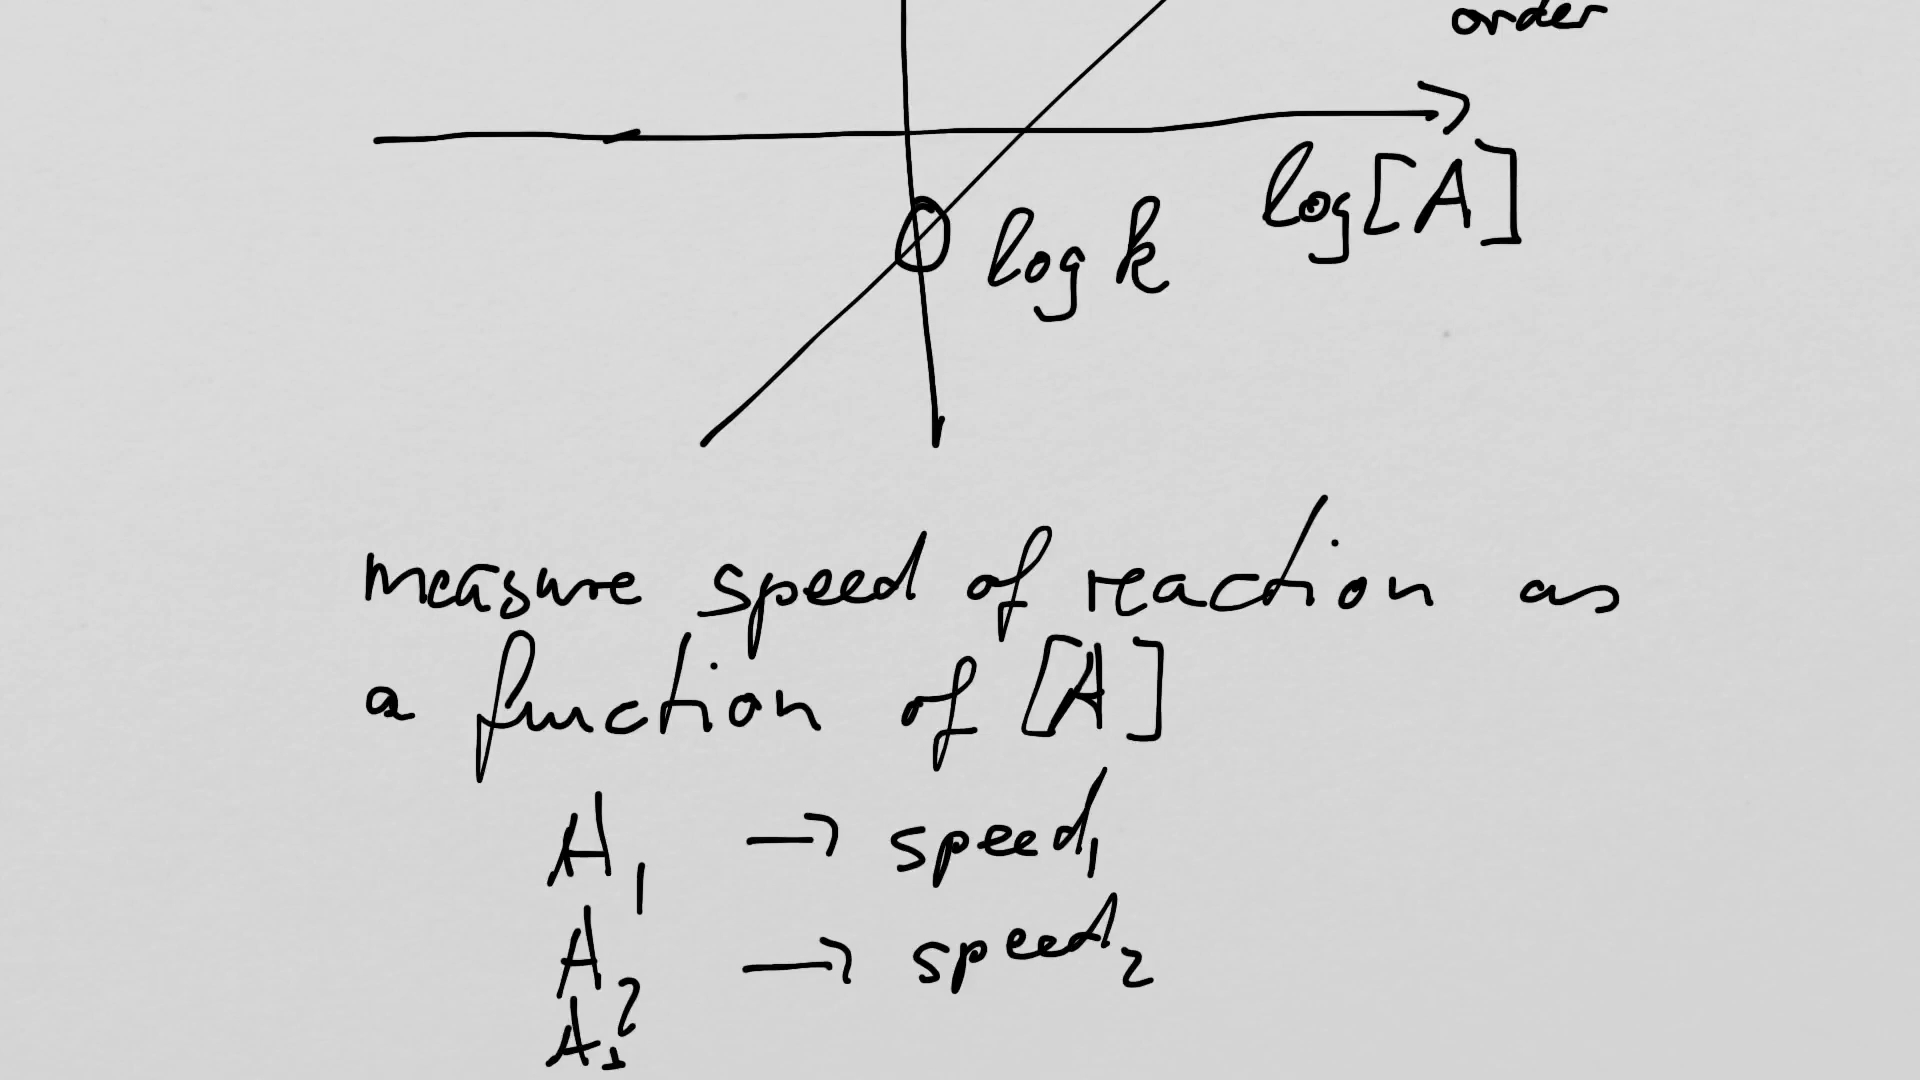 order
log[A]
log k
measure speed of reaction as
a function of [A]
A₁ → speed₁
A₂ → speed₂
A